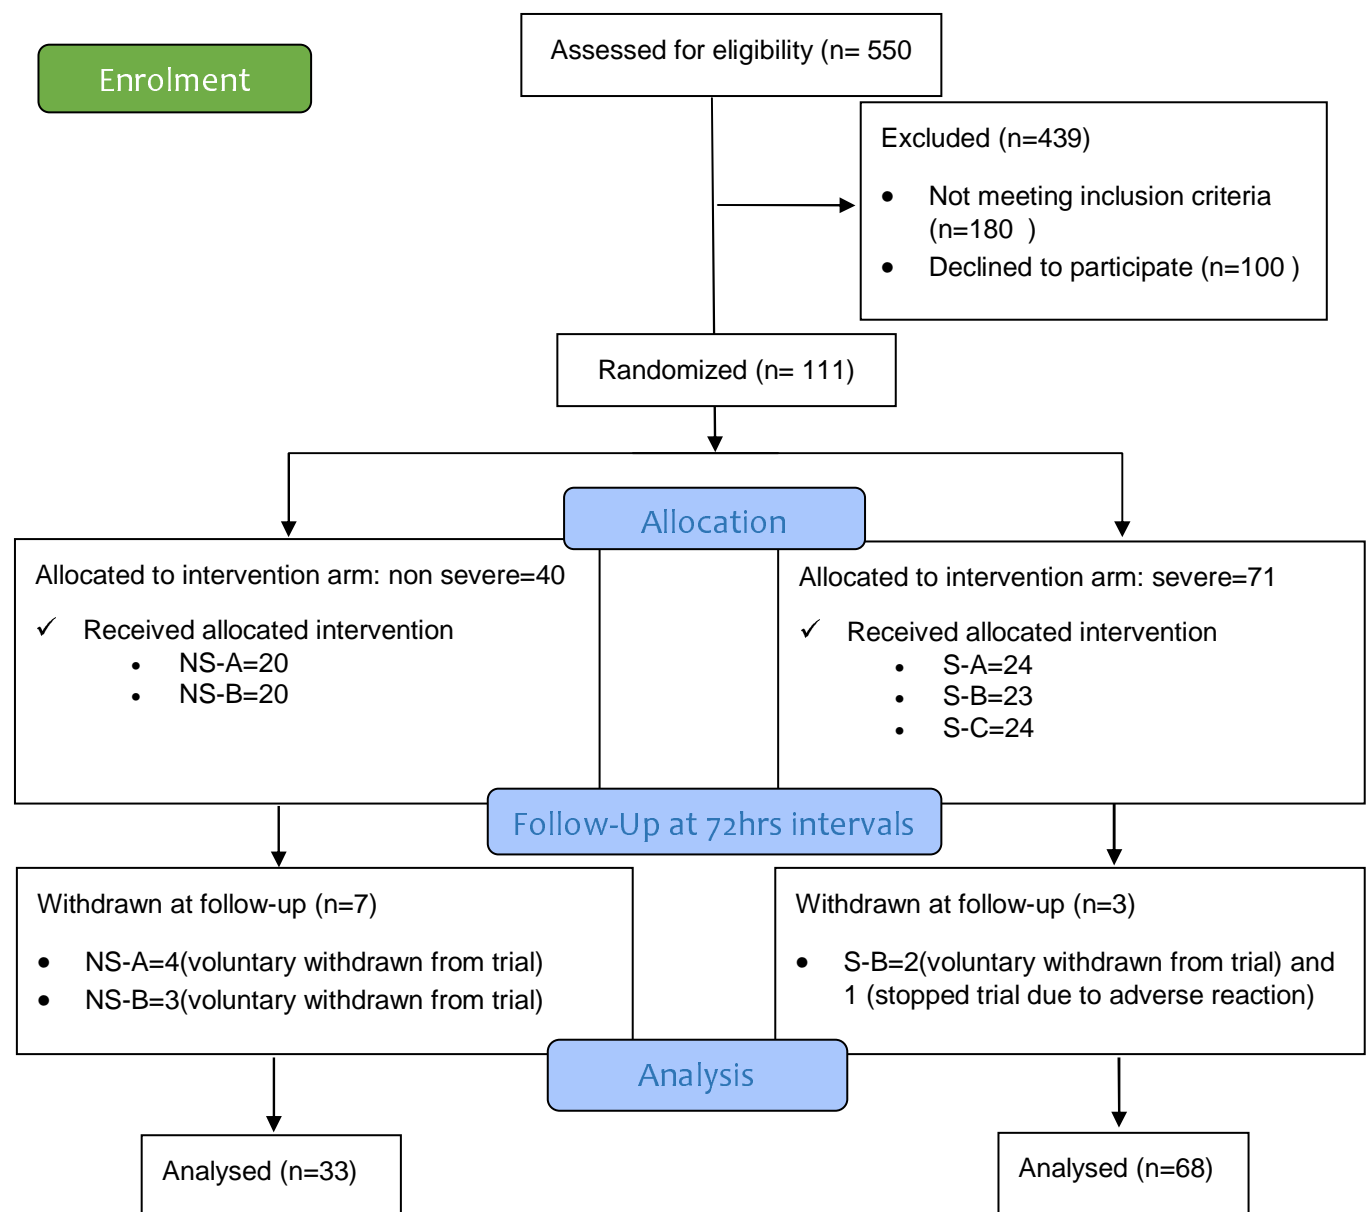 Assessed for eligibility (n= 550
Enrolment
Excluded (n=439)
• Not meeting inclusion criteria
(n=180 )
• Declined to participate (n=100 )
Randomized (n= 111)
Allocation
Allocated to intervention arm: non severe=40
✓ Received allocated intervention
• NS-A=20
• NS-B=20
Allocated to intervention arm: severe=71
✓ Received allocated intervention
• S-A=24
• S-B=23
• S-C=24
Follow-Up at 72hrs intervals
Withdrawn at follow-up (n=7)
• NS-A=4(voluntary withdrawn from trial)
• NS-B=3(voluntary withdrawn from trial)
Withdrawn at follow-up (n=3)
• S-B=2(voluntary withdrawn from trial) and
1 (stopped trial due to adverse reaction)
Analysis
Analysed (n=33)
Analysed (n=68)